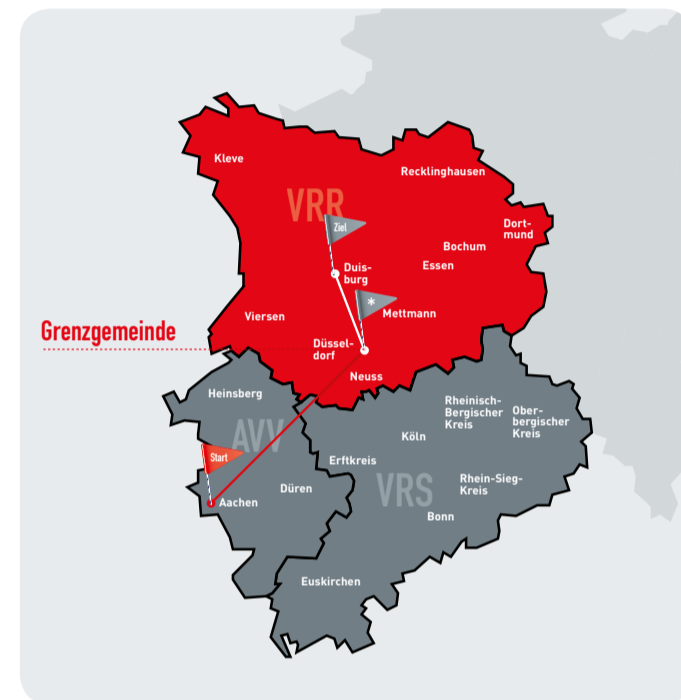 Kleve
Recklinghausen
VRR
Ziel
Dort-
mund
Bochum
Essen
Duis-
burg
*
Mettmann
Viersen
Grenzgemeinde
Düssel-
dorf
Neuss
Heinsberg
Rheinisch-
Bergischer
Kreis
Ober-
bergischer
Kreis
AVV
Köln
Start
Erftkreis
Rhein-Sieg-
Kreis
VRS
Düren
Aachen
Bonn
Euskirchen